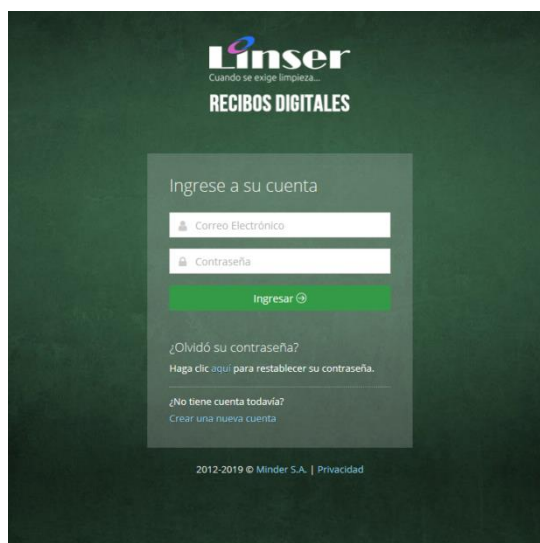 Linser
Cuando se exige limpieza...
RECIBOS DIGITALES
Ingrese a su cuenta
Correo Electrónico
Contraseña
Ingresar
¿Olvidó su contraseña?
Haga clic aquí para restablecer su contraseña.
¿No tiene cuenta todavía?
Crear una nueva cuenta
2012-2019 © Minder S.A. | Privacidad